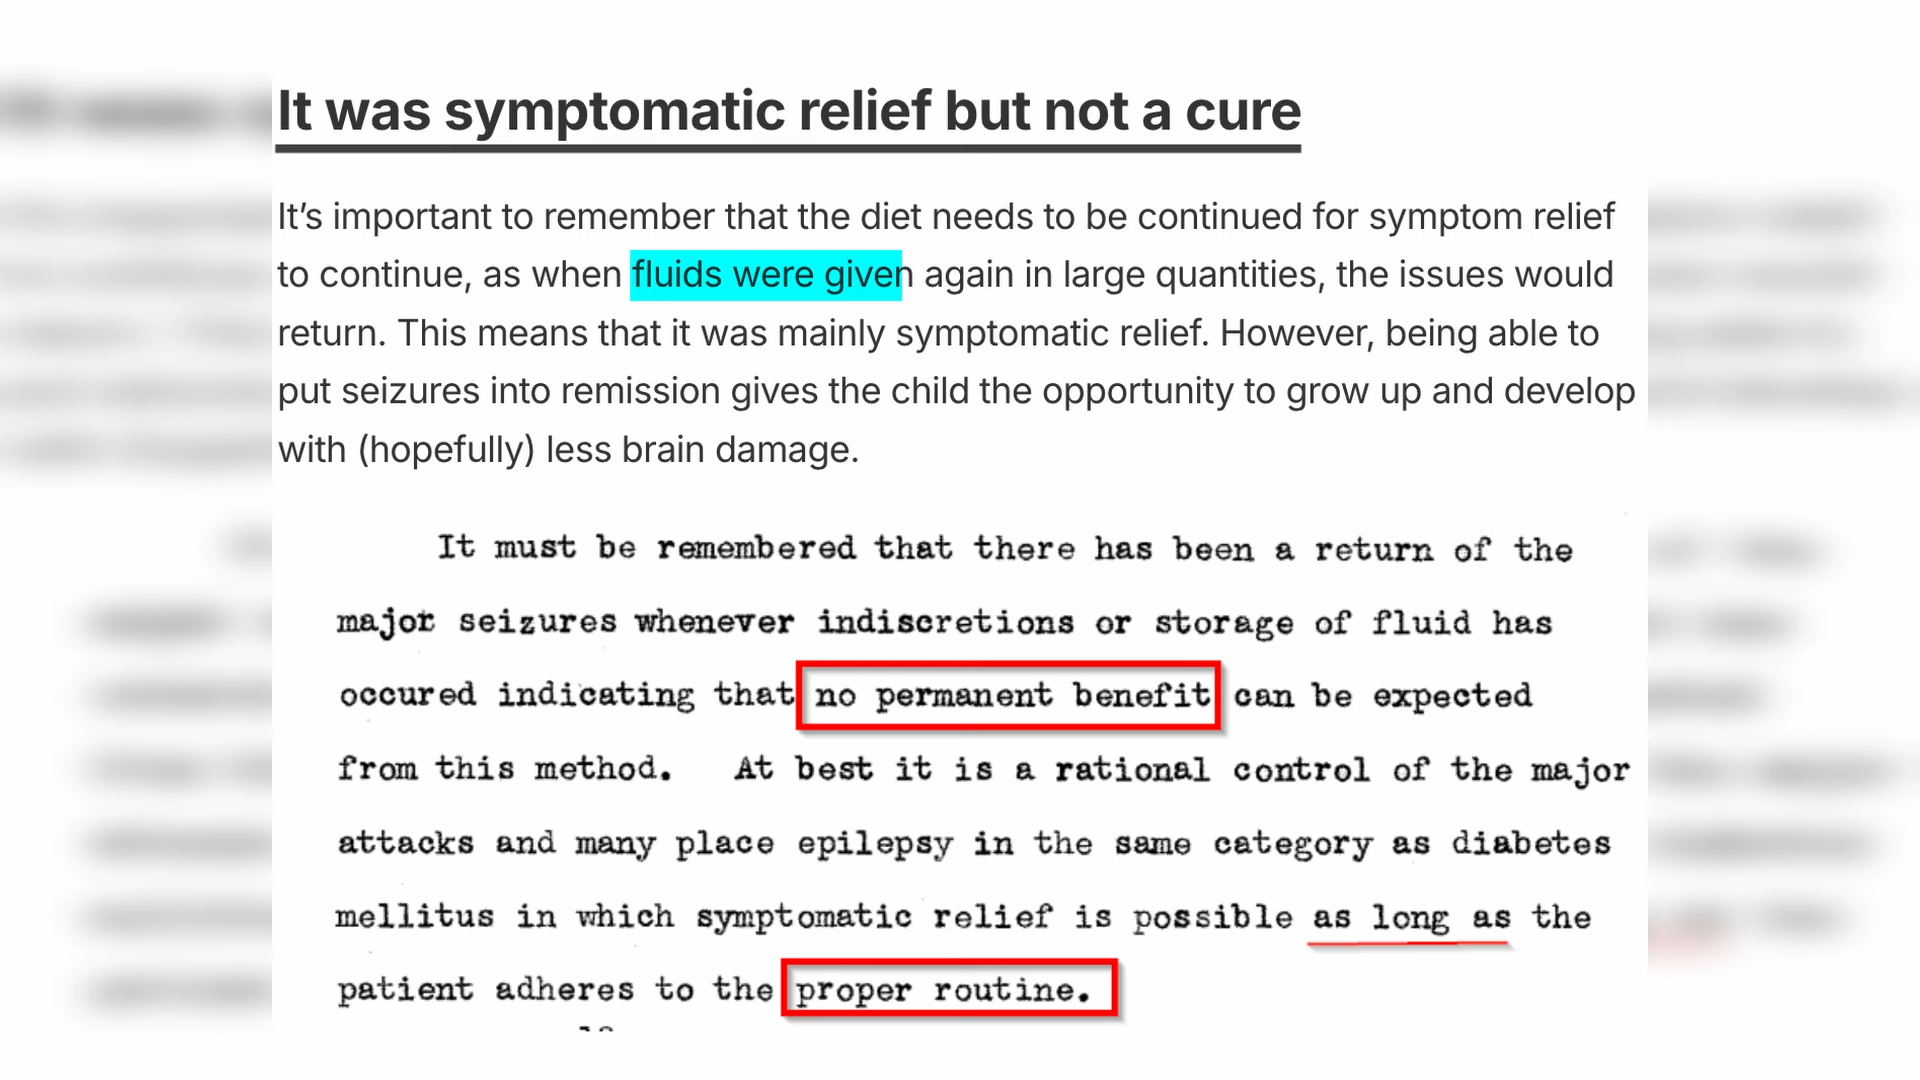 It was symptomatic relief but not a cure
It’s important to remember that the diet needs to be continued for symptom relief
to continue, as when fluids were given again in large quantities, the issues would
return. This means that it was mainly symptomatic relief. However, being able to
put seizures into remission gives the child the opportunity to grow up and develop
with (hopefully) less brain damage.
It must be remembered that there has been a return of the
major seizures whenever indiscretions or storage of fluid has
occured indicating that no permanent benefit can be expected
from this method. At best it is a rational control of the major
attacks and many place epilepsy in the same category as diabetes
mellitus in which symptomatic relief is possible as long as the
patient adheres to the proper routine.